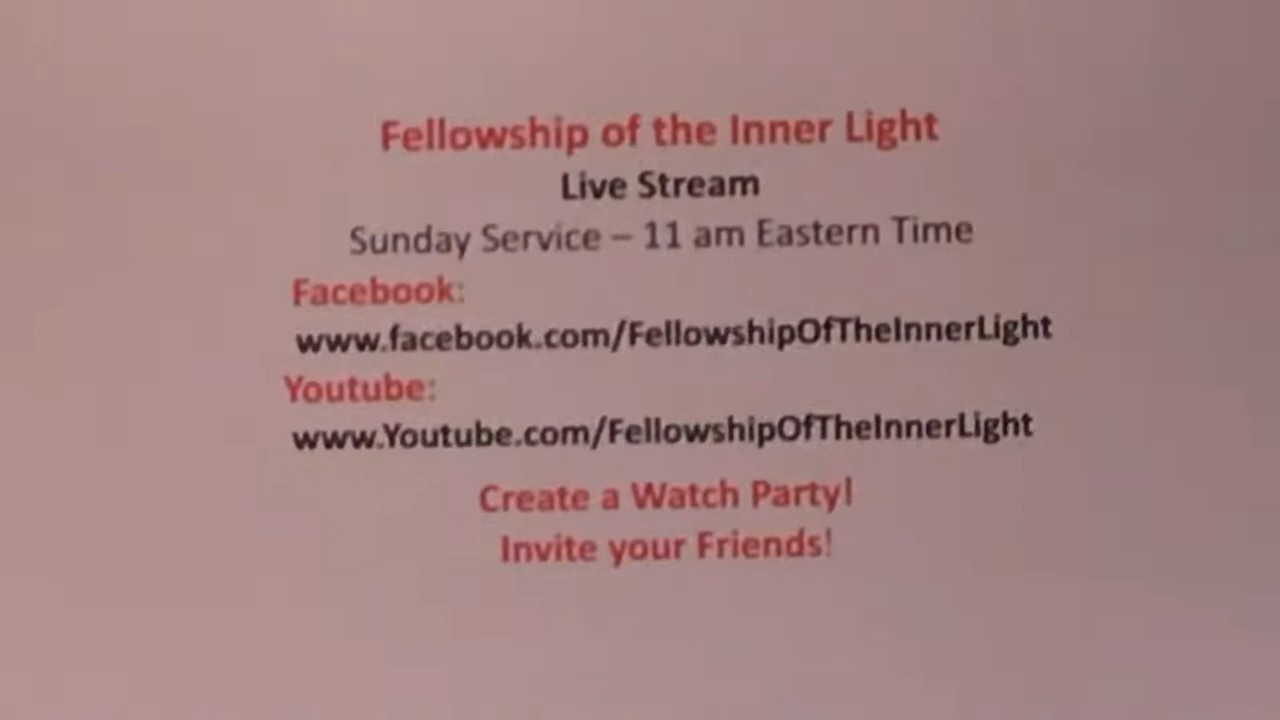 Fellowship of the Inner Light
Live Stream
Sunday Service – 11 am Eastern Time
Facebook:
www.facebook.com/FellowshipOfTheInnerLight
Youtube:
www.Youtube.com/FellowshipOfTheInnerLight
Create a Watch Party!
Invite your Friends!